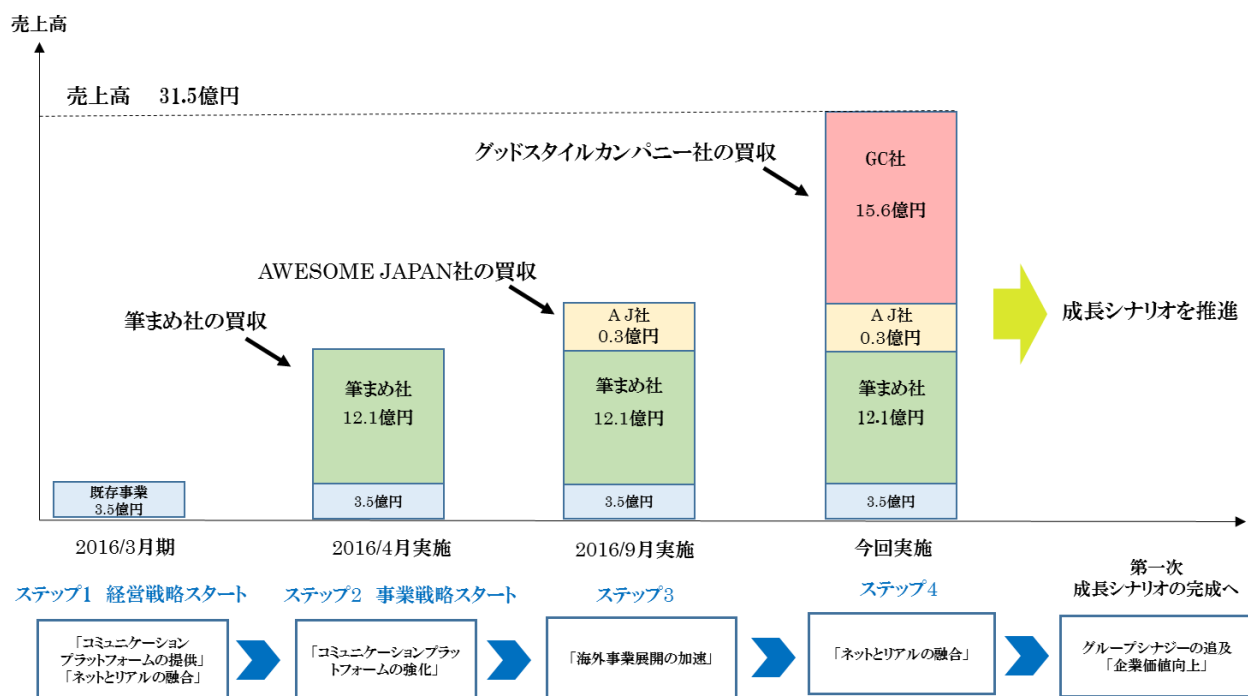 売上高
売上高 31.5億円
グッドスタイルカンパニー社の買収
GC社
15.6億円
AWESOME JAPAN社の買収
AJ社
0.3億円
AJ社
0.3億円
成長シナリオを推進
筆まめ社の買収
筆まめ社
12.1億円
筆まめ社
12.1億円
筆まめ社
12.1億円
既存事業
3.5億円
3.5億円
3.5億円
3.5億円
2016/3月期
2016/4月実施
2016/9月実施
今回実施
第一次
成長シナリオの完成へ
ステップ1 経営戦略スタート
ステップ2 事業戦略スタート
ステップ3
ステップ4
「コミュニケーション
プラットフォームの提供」
「ネットとリアルの融合」
「コミュニケーションプラッ
トフォームの強化」
「海外事業展開の加速」
「ネットとリアルの融合」
グループシナジーの追及
「企業価値向上」